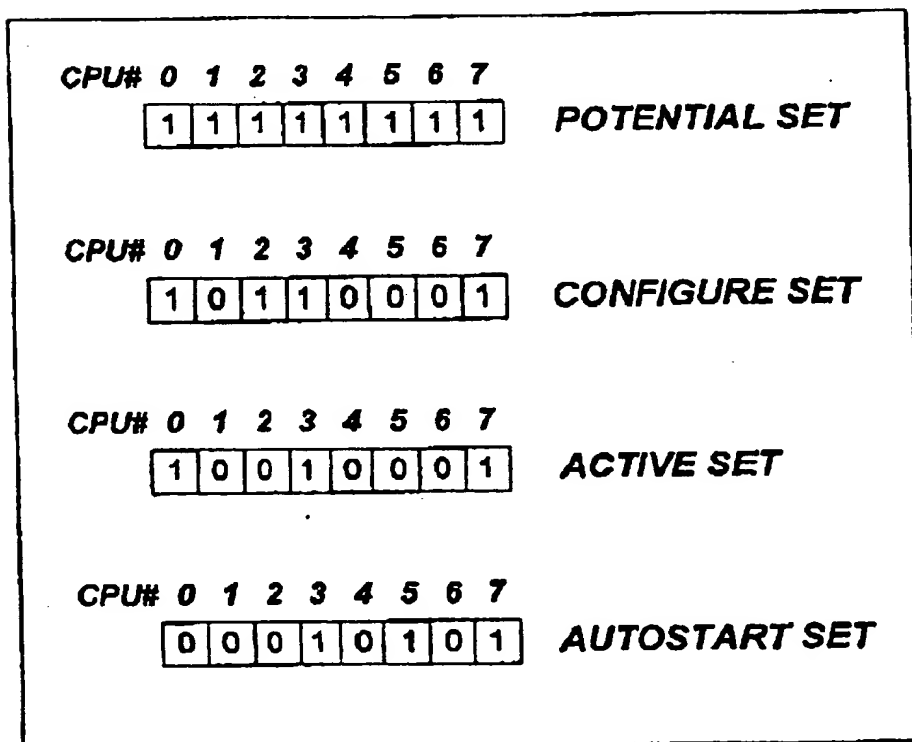 CPU# 0 1 2 3 4 5 6 7
1 1 1 1 1 1 1 1 POTENTIAL SET
CPU# 0 1 2 3 4 5 6 7
1 0 1 1 0 0 0 1 CONFIGURE SET
CPU# 0 1 2 3 4 5 6 7
1 0 0 1 0 0 0 1 ACTIVE SET
CPU# 0 1 2 3 4 5 6 7
0 0 0 1 0 1 0 1 AUTOSTART SET